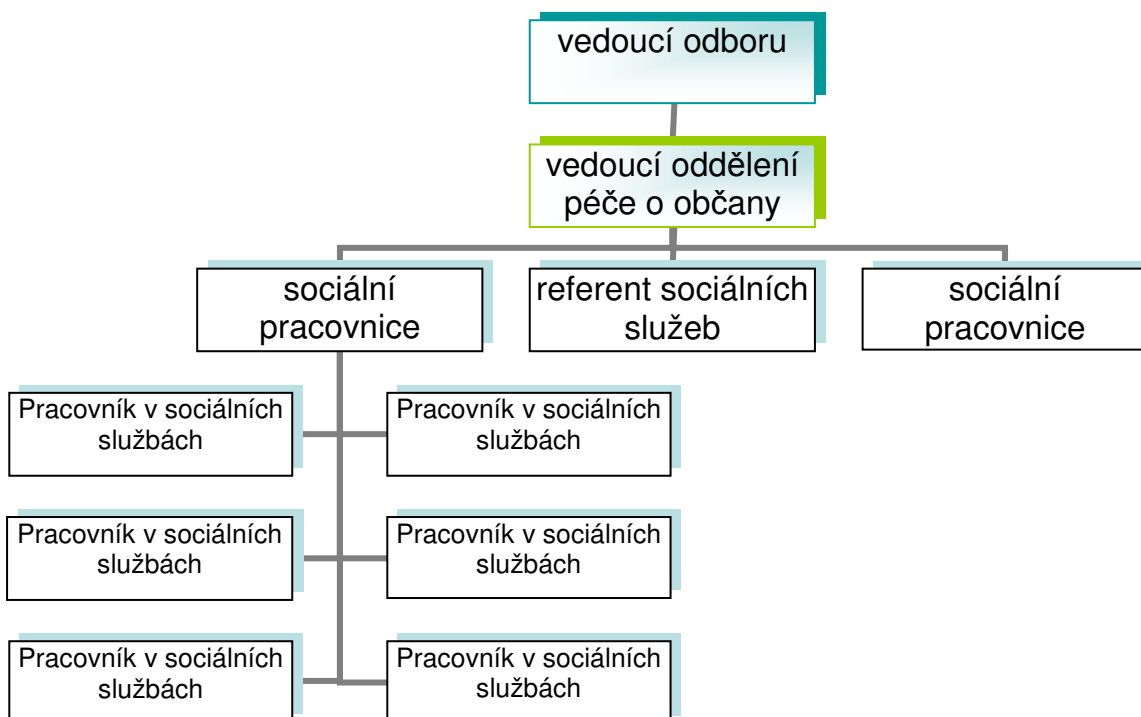 vedoucí odboru
vedoucí oddělení
péče o občany
sociální
pracovnice
referent sociálních
služeb
sociální
pracovnice
Pracovník v sociálních
službách
Pracovník v sociálních
službách
Pracovník v sociálních
službách
Pracovník v sociálních
službách
Pracovník v sociálních
službách
Pracovník v sociálních
službách